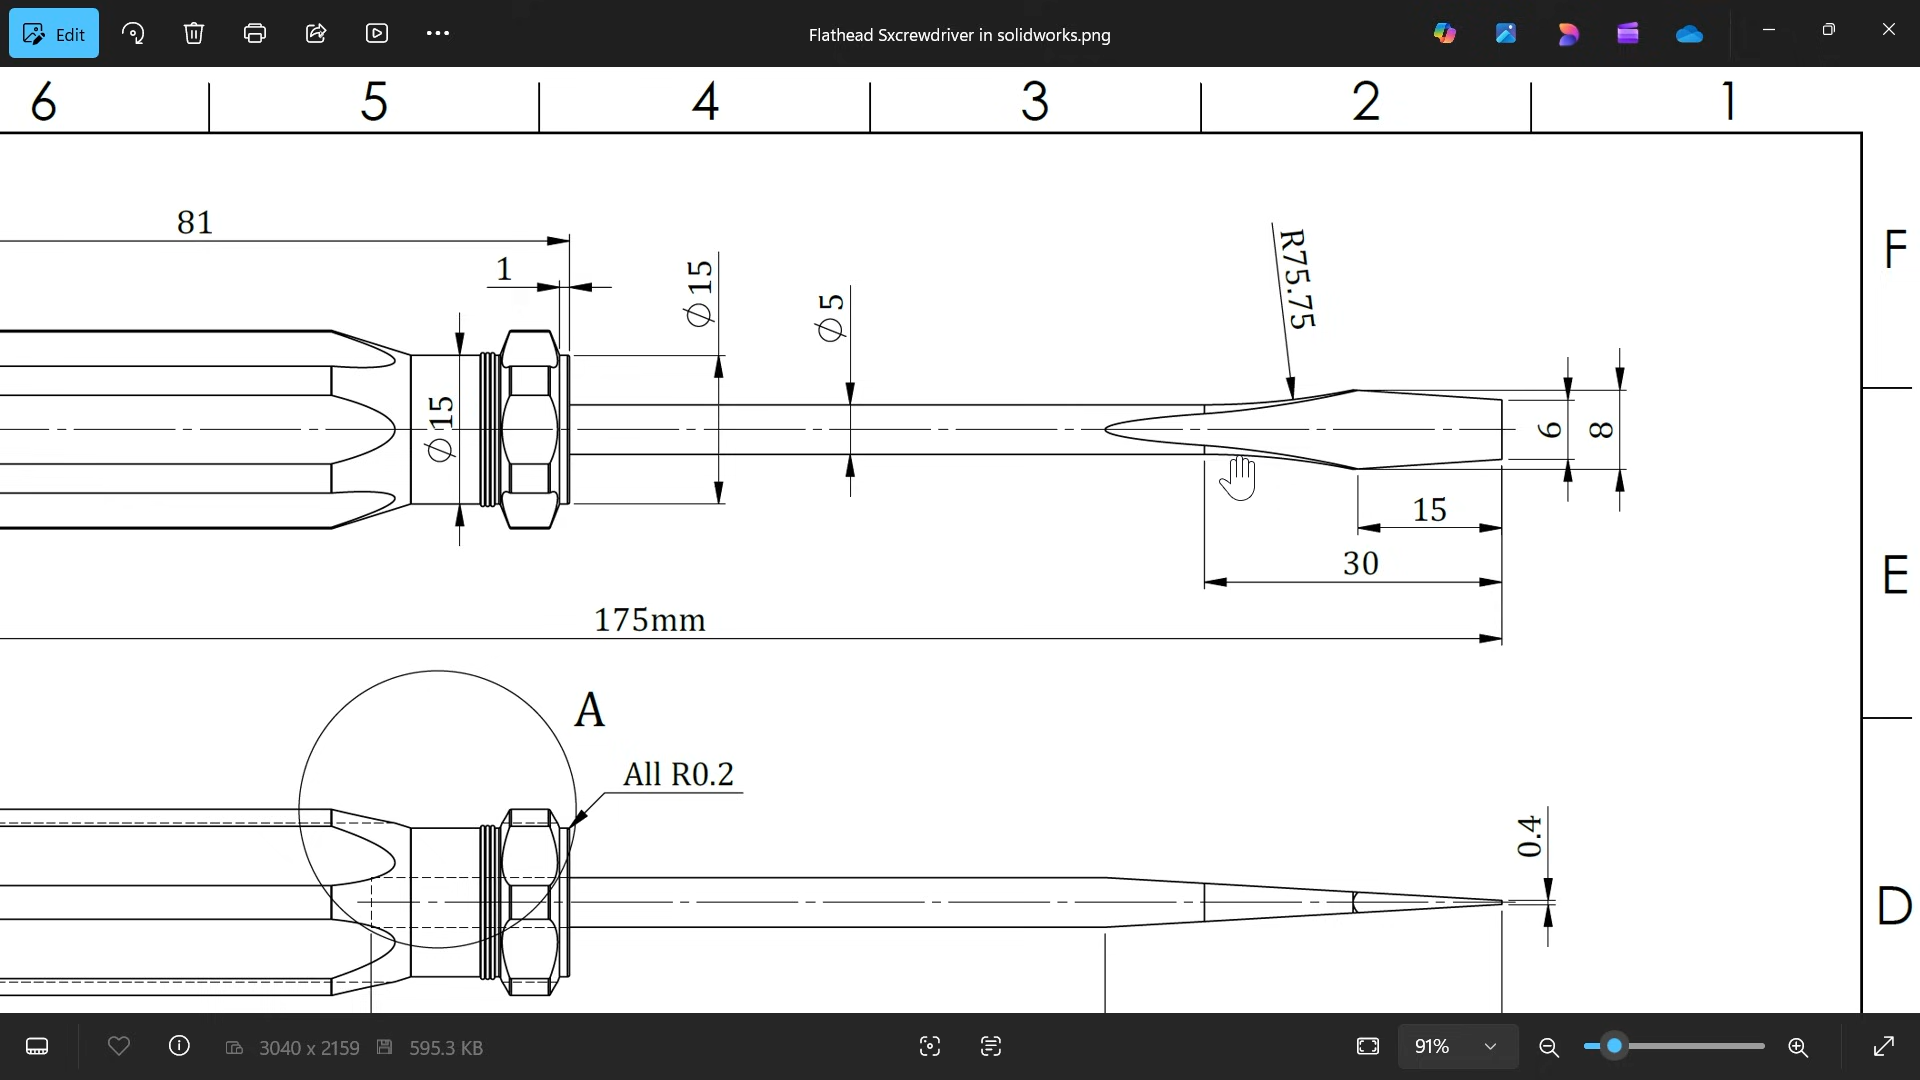 Edit
Flathead Sxcrewdriver in solidworks.png
6 5 4 3 2 1
F
81
1
∅15
∅5
R75.75
∅15
6
8
15
30
E
175mm
A
All R0.2
0.4
D
3040 x 2159 595.3 KB
91%